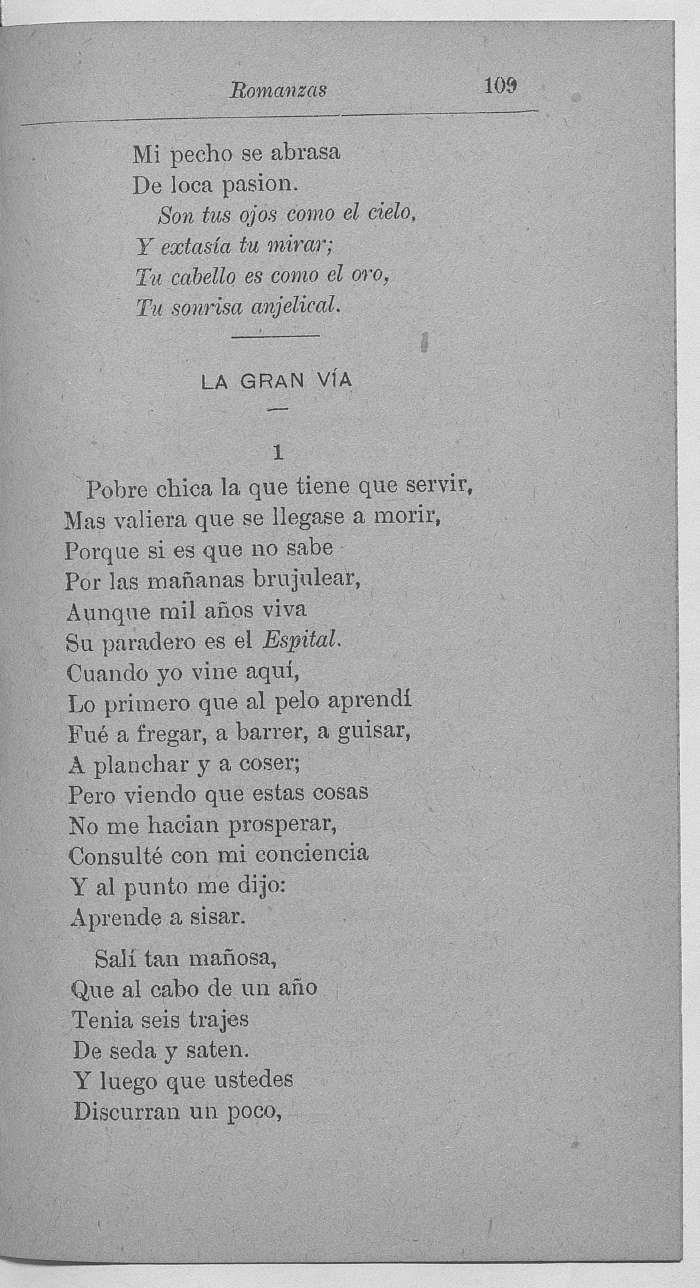 Romanzas 109
Mi pecho se abrasa
De loca pasion.
Son tus ojos como el cielo,
Y extasía tu mirar;
Tu cabello es como el oro,
Tu sonrisa anjelical.
LA GRAN VÍA
1
Pobre chica la que tiene que servir,
Mas valiera que se llegase a morir,
Porque si es que no sabe
Por las mañanas brujulear,
Aunque mil años viva
Su paradero es el Espital.
Cuando yo vine aquí,
Lo primero que al pelo aprendí
Fué a fregar, a barrer, a guisar,
A planchar y a coser;
Pero viendo que estas cosas
No me hacian prosperar,
Consulté con mi conciencia
Y al punto me dijo:
Aprende a sisar.
Salí tan mañosa,
Que al cabo de un año
Tenia seis trajes
De seda y saten.
Y luego que ustedes
Discurran un poco,